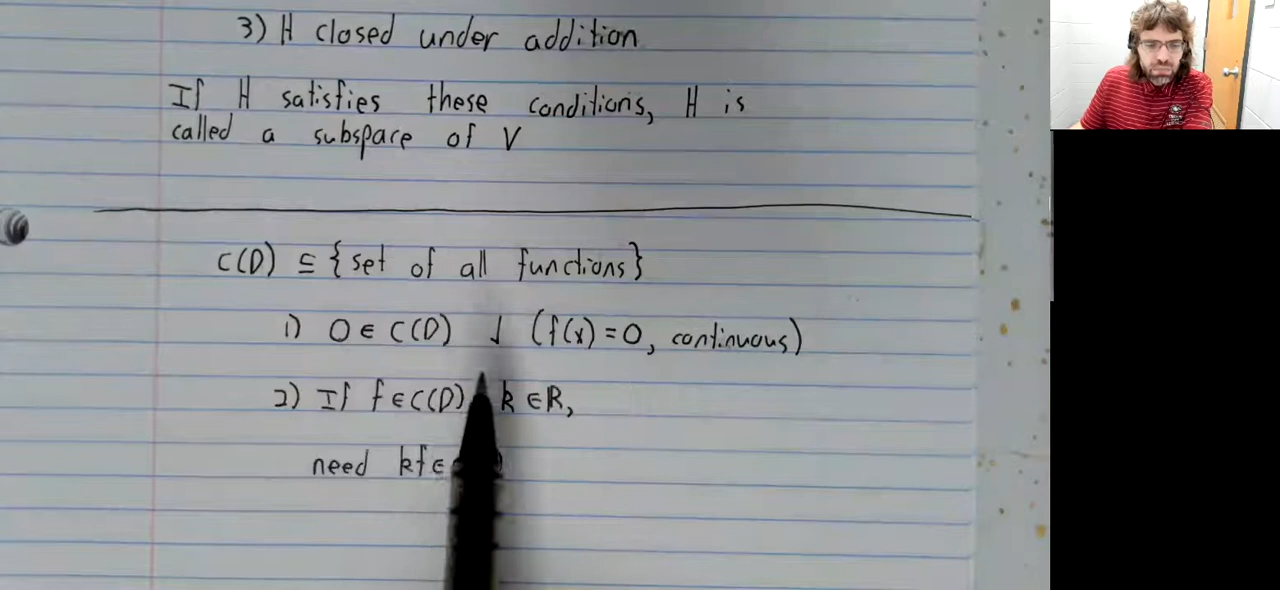 3) H closed under addition
If H satisfies these conditions, H is
called a subspace of V
C(D) ⊆ {set of all functions}
1) 0 ∈ C(D) ✓ (f(x) = 0, continuous)
2) If f ∈ C(D) k ∈ ℝ,
need kf ∈